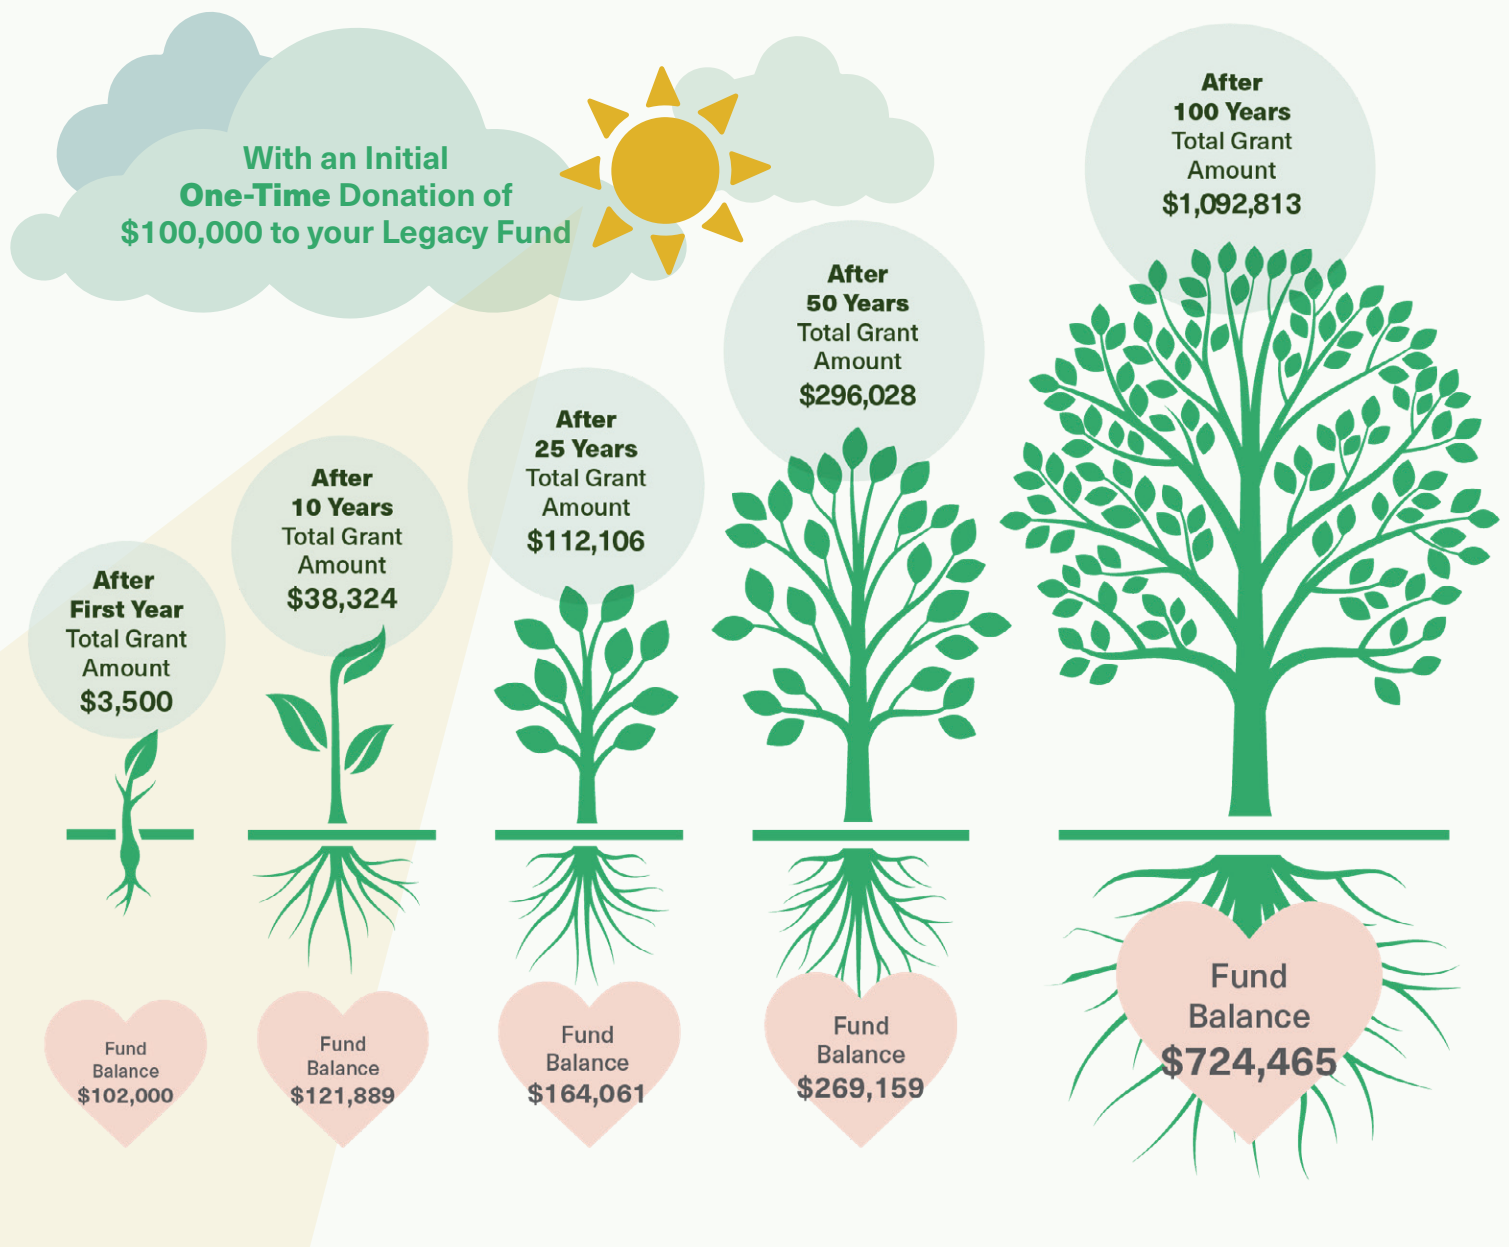 With an Initial
One-Time Donation of
$100,000 to your Legacy Fund
After
First Year
Total Grant
Amount
$3,500
After
10 Years
Total Grant
Amount
$38,324
After
25 Years
Total Grant
Amount
$112,106
After
50 Years
Total Grant
Amount
$296,028
After
100 Years
Total Grant
Amount
$1,092,813
Fund
Balance
$102,000
Fund
Balance
$121,889
Fund
Balance
$164,061
Fund
Balance
$269,159
Fund
Balance
$724,465